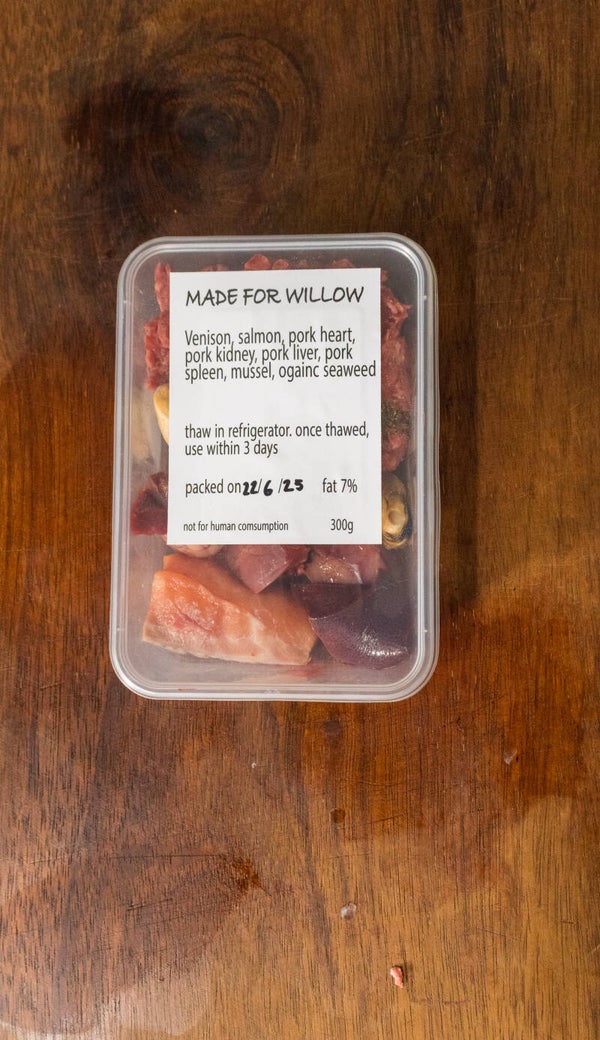 MADE FOR WILLOW
Venison, salmon, pork heart,
pork kidney, pork liver, pork
spleen, mussel, ogainc seaweed
thaw in refrigerator. once thawed,
use within 3 days
packed on 22/6 /25 fat 7%
not for human comsumption 300g